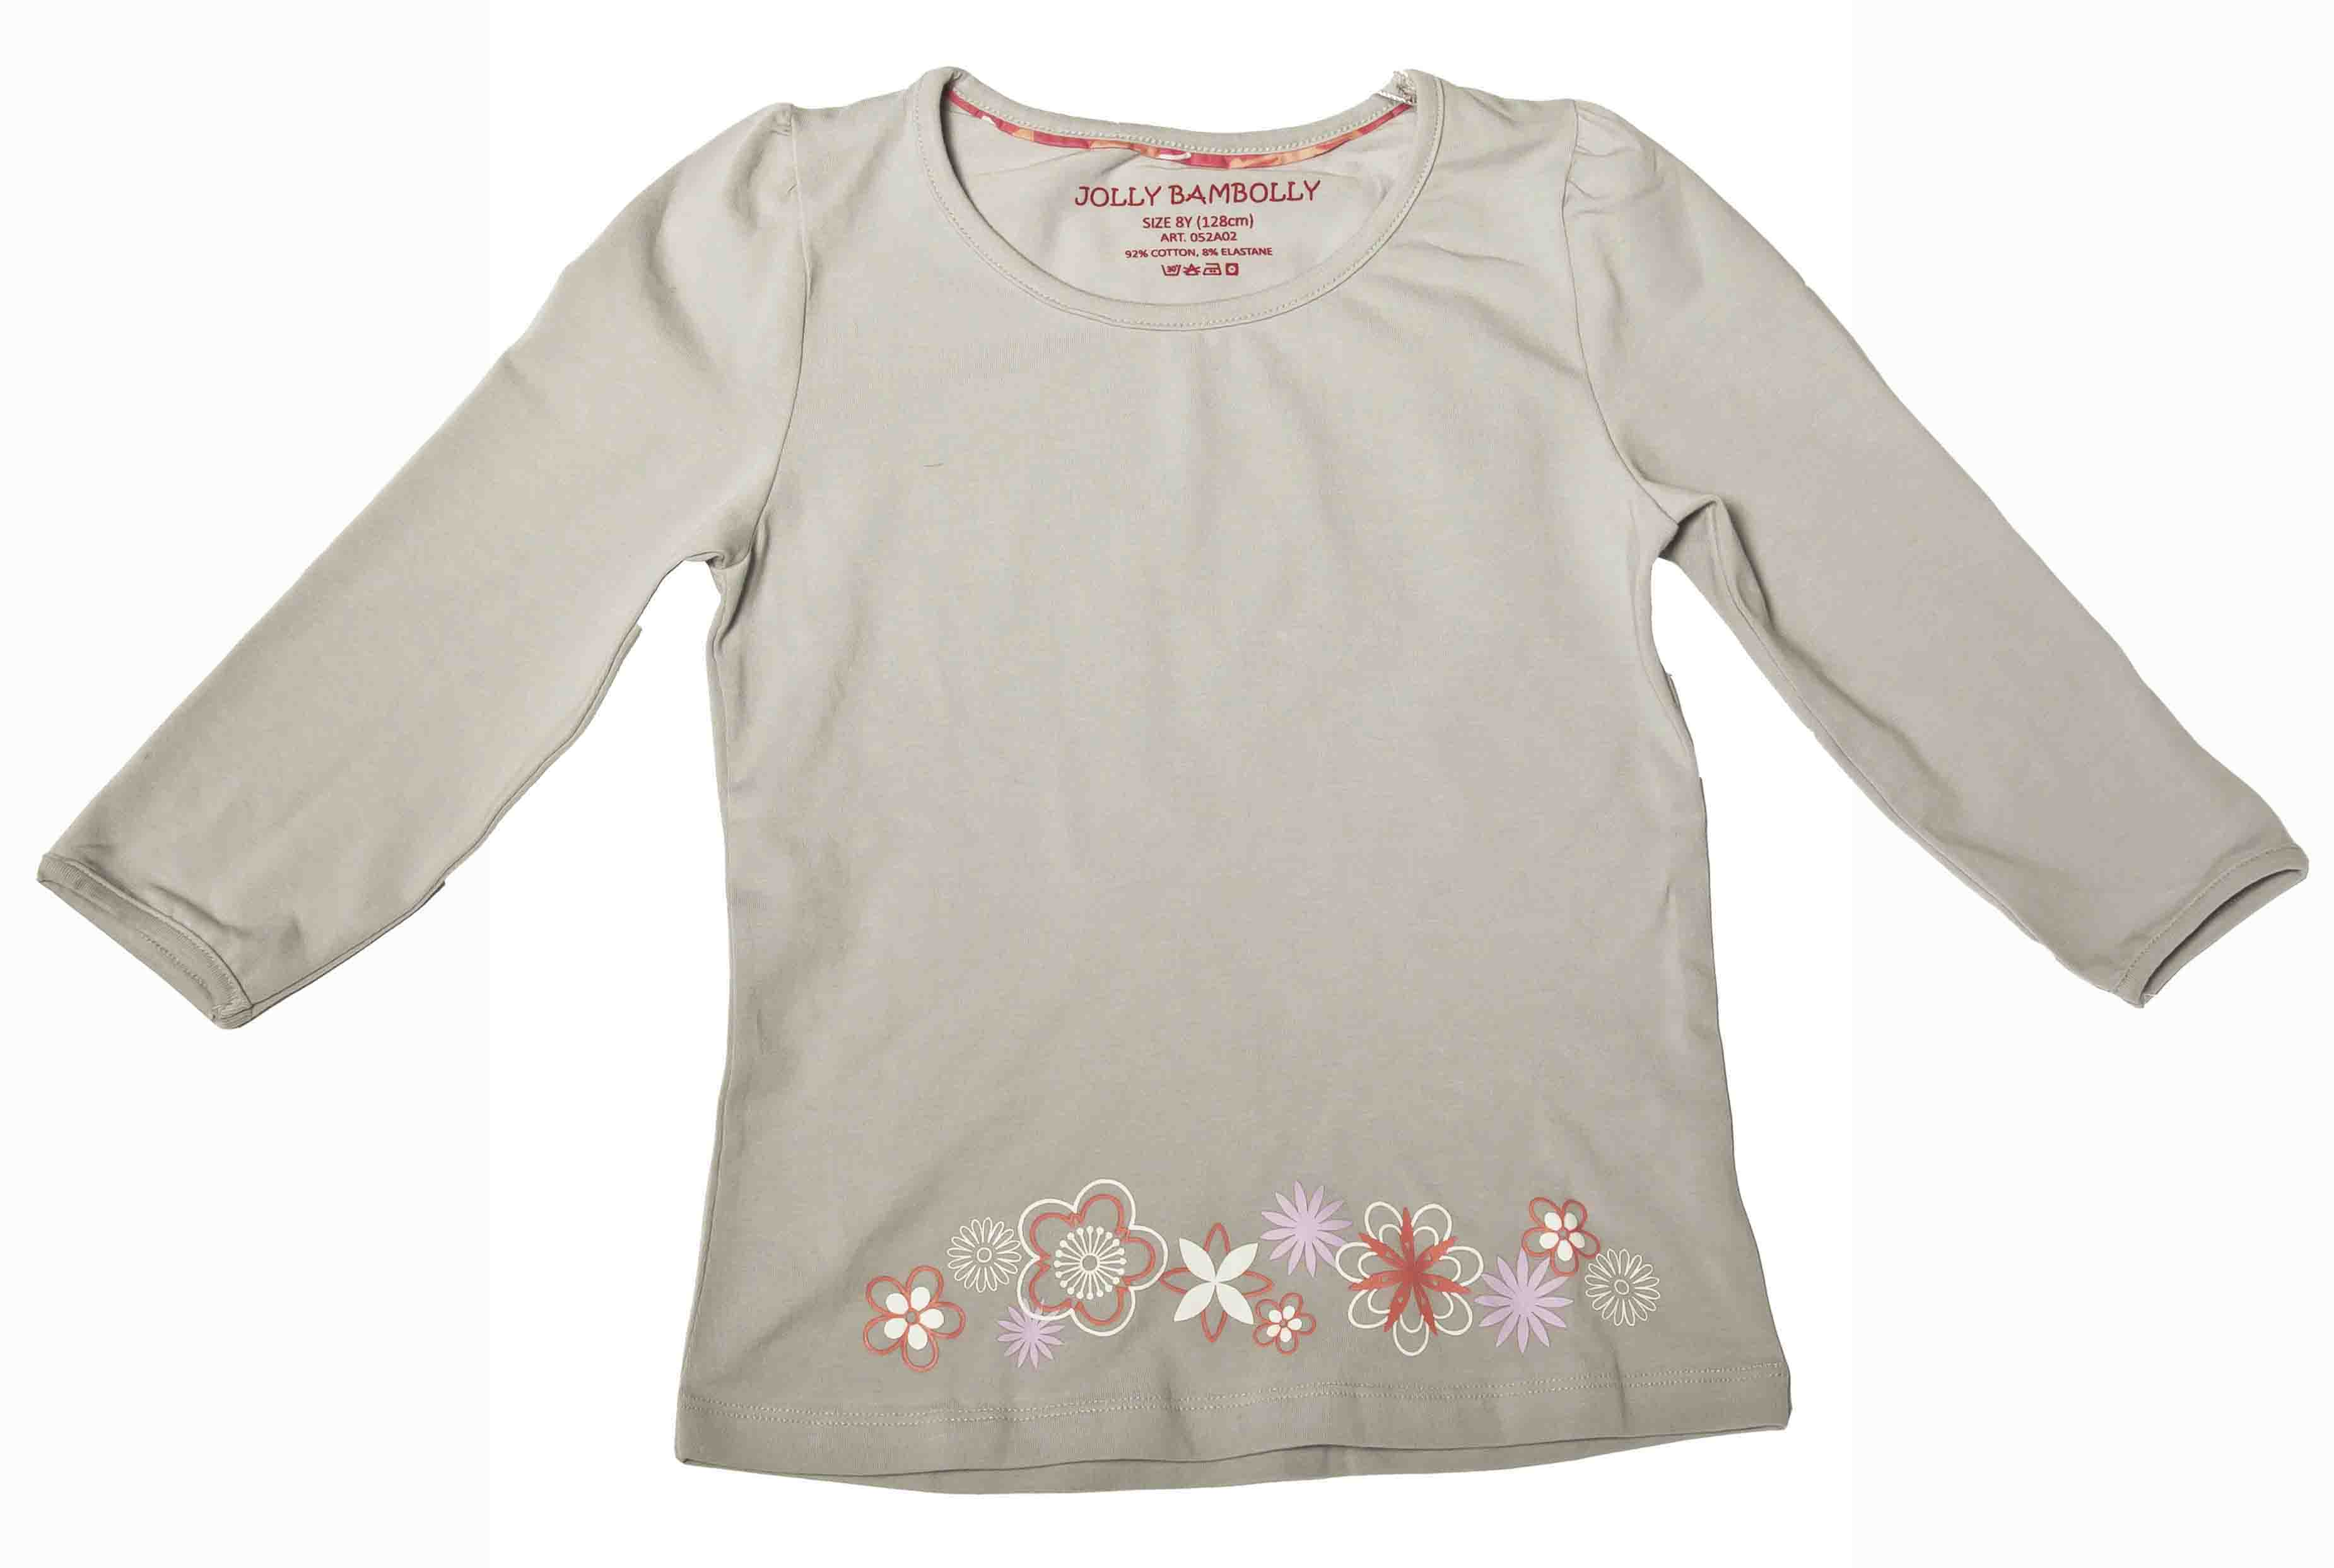 JOLLY BAMBOLLY
SIZE 8Y (128cm)
ART. 052A02
92% COTTON, 8% ELASTANE